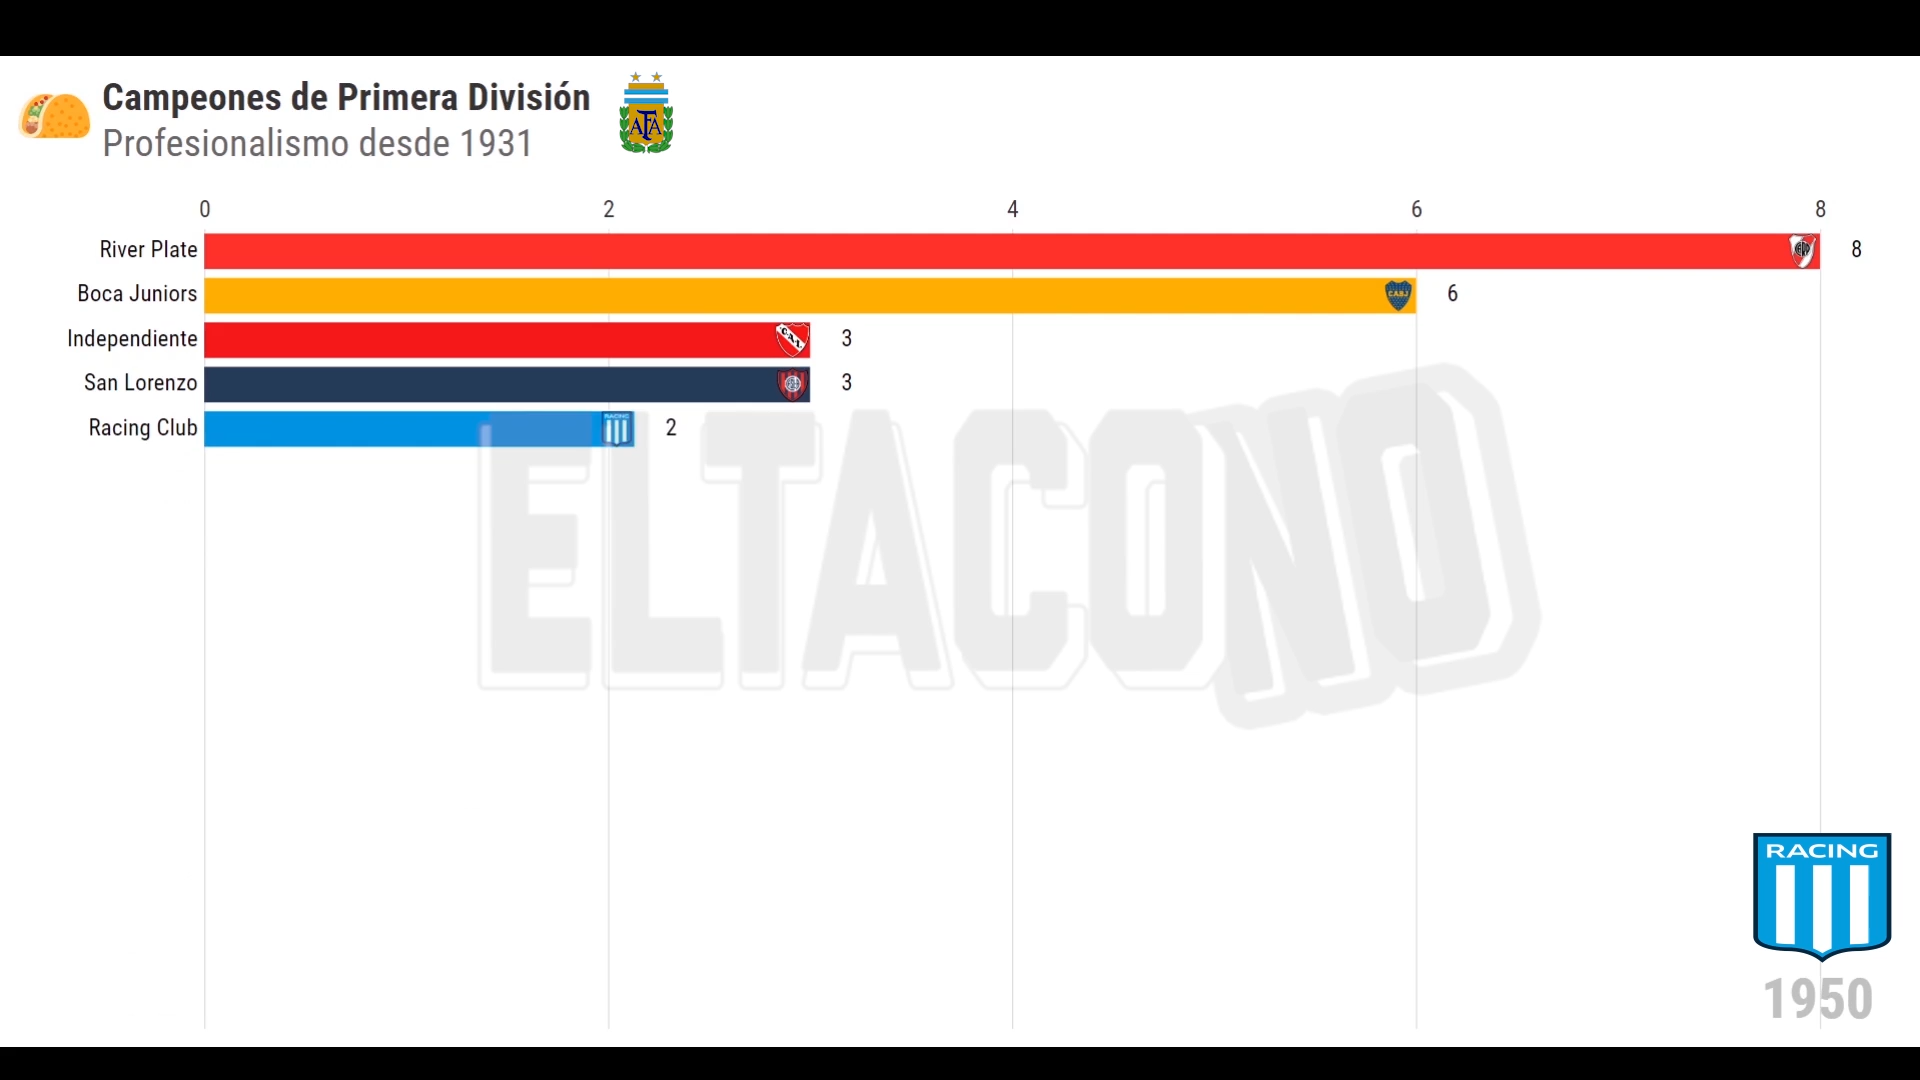 Campeones de Primera División
Profesionalismo desde 1931
AFA
0 2 4 6 8
River Plate 8
Boca Juniors 6
Independiente 3
San Lorenzo 3
Racing Club 2
ELTACONO
RACING
1950